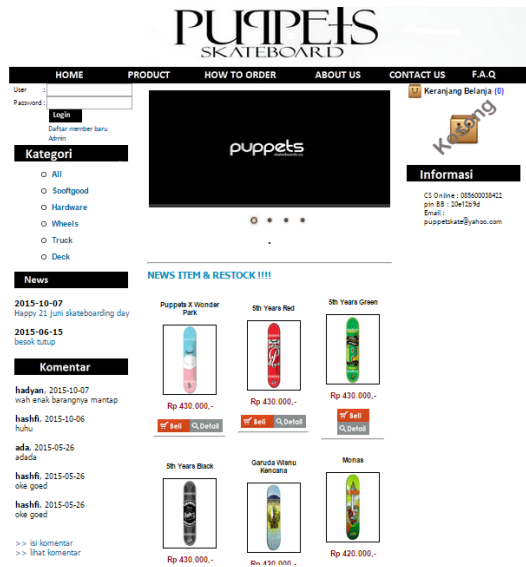 PUPPEtS
SKATEBOARD
HOME PRODUCT HOW TO ORDER ABOUT US CONTACT US F.A.Q
User :
Password :
Login
Daftar member baru
Admin
Kategori
All
Sooftgood
Hardware
Wheels
Truck
Deck
News
2015-10-07
Happy 21 juni skateboarding day
2015-06-15
besok tutup
Komentar
hadyan, 2015-10-07
wah enak barangnya mantap
hashfi, 2015-10-06
huhu
ada, 2015-05-26
adada
hashfi, 2015-05-26
oke goed
hashfi, 2015-05-26
oke goed
>> isi komentar
>> lihat komentar
puppets
NEWS ITEM & RESTOCK !!!!
Puppets X Wonder
Park
Rp 430.000,-
Beli Detail
5th Years Red
Rp 430.000,-
Beli Detail
5th Years Green
Rp 430.000,-
Beli
Detail
5th Years Black
Rp 430.000,-
Garuda Wisnu
Kencana
Rp 420.000,-
Monas
Rp 420.000,-
Keranjang Belanja (0)
Kosong
Informasi
CS Online : 085600038422
pin BB : 20e12b9d
Email :
puppetskate@yahoo.com